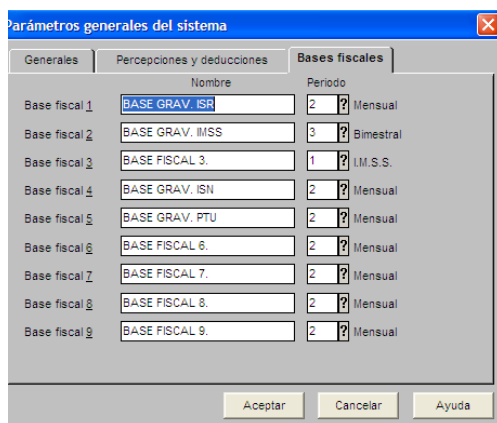 Parámetros generales del sistema
Generales Percepciones y deducciones Bases fiscales
Nombre Periodo
Base fiscal 1 BASE GRAV. ISR 2 ? Mensual
Base fiscal 2 BASE GRAV. IMSS 3 ? Bimestral
Base fiscal 3 BASE FISCAL 3. 1 ? I.M.S.S.
Base fiscal 4 BASE GRAV. ISN 2 ? Mensual
Base fiscal 5 BASE GRAV. PTU 2 ? Mensual
Base fiscal 6 BASE FISCAL 6. 2 ? Mensual
Base fiscal 7 BASE FISCAL 7. 2 ? Mensual
Base fiscal 8 BASE FISCAL 8. 2 ? Mensual
Base fiscal 9 BASE FISCAL 9. 2 ? Mensual
Aceptar Cancelar Ayuda